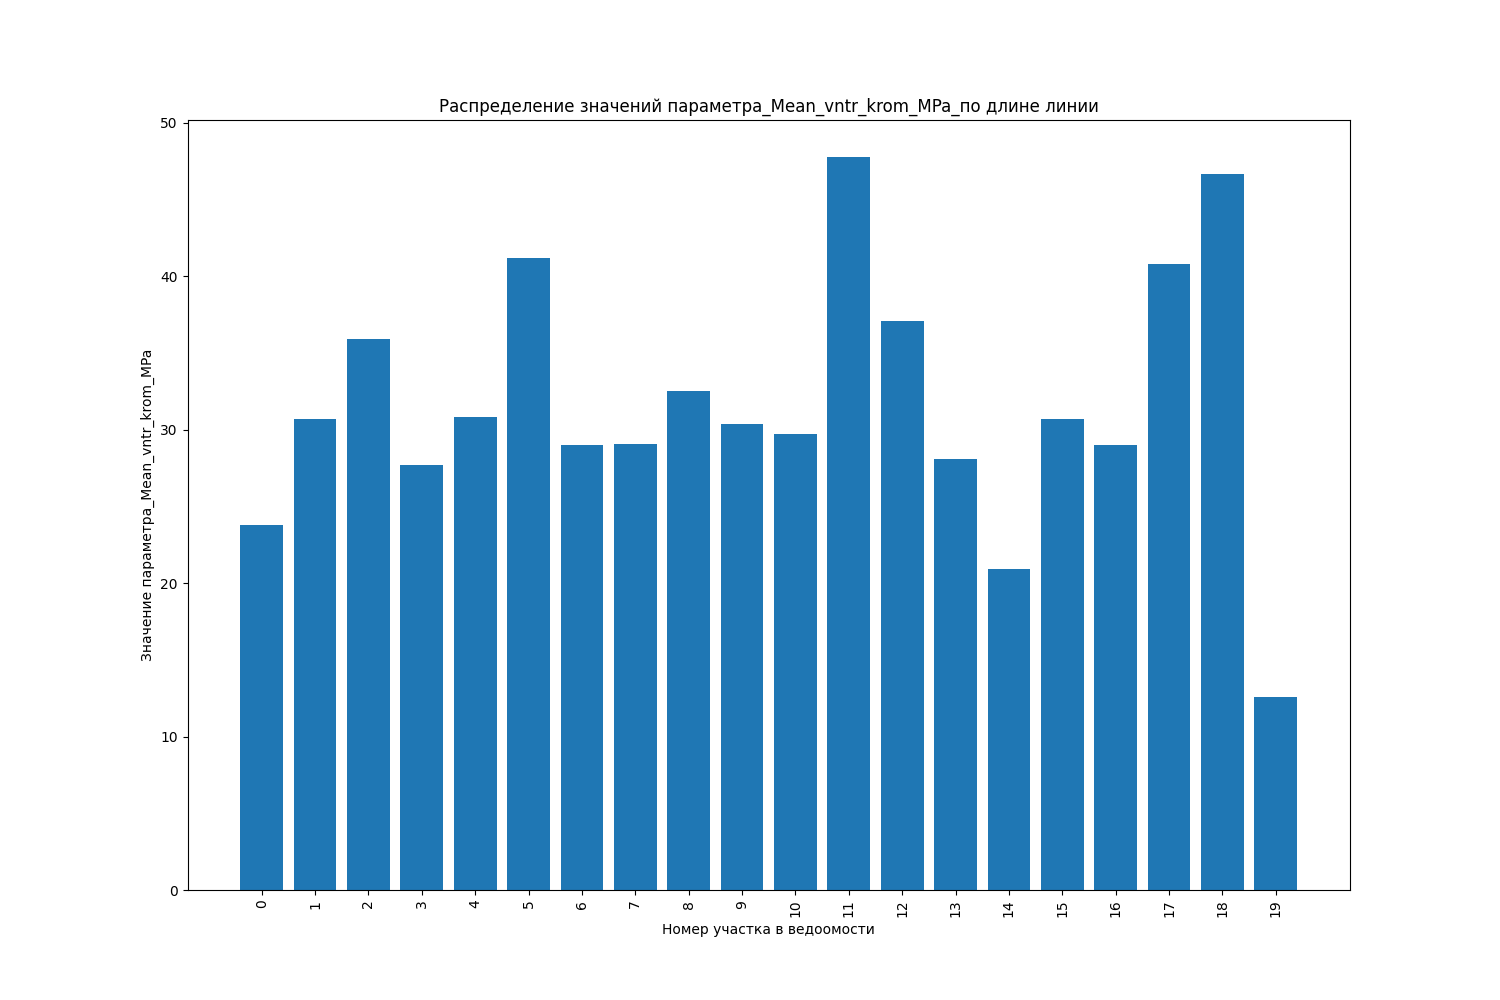 Распределение значений параметра_Mean_vntr_krom_MPa_по длине линии
50
40
30
20
10
0
Значение параметра_Mean_vntr_krom_MPa
0 1 2 3 4 5 6 7 8 9 10 11 12 13 14 15 16 17 18 19
Номер участка в ведоомости